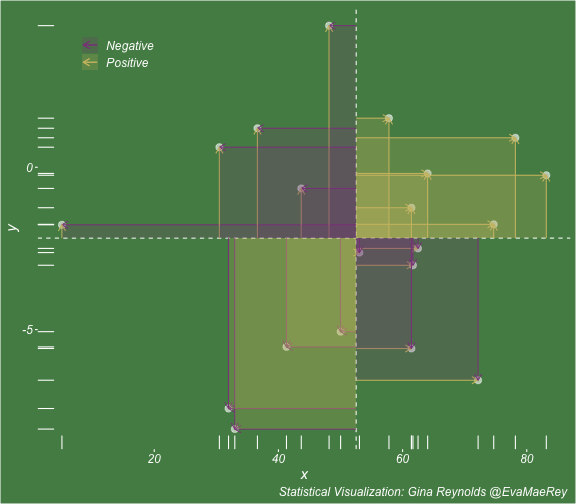 Negative
Positive
0
-5
y
20
40
60
80
x
Statistical Visualization: Gina Reynolds @EvaMaeRey